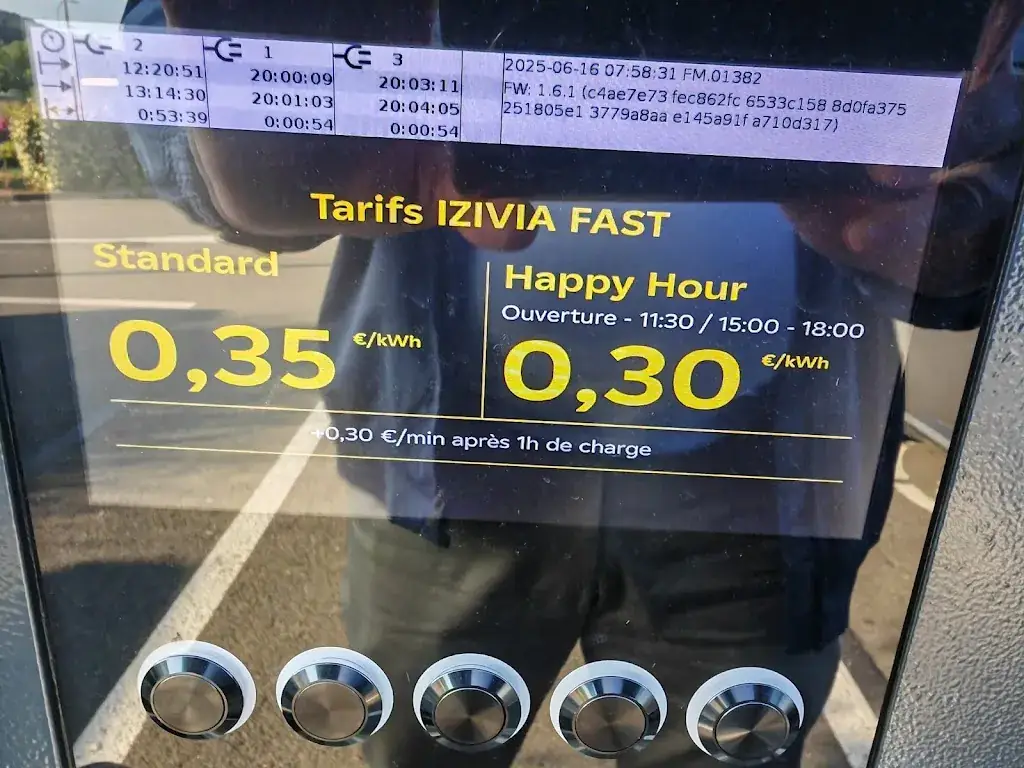 2 1 3
12:20:51 20:00:09 20:03:11
13:14:30 20:01:03 20:04:05
0:53:39 0:00:54 0:00:54
2025-06-16 07:58:31 FM.01382
FW: 1.6.1 (c4ae7e73 fec862fc 6533c158 8d0fa375
251805e1 3779a8aa e145a91f a710d317)
Tarifs IZIVIA FAST
Standard
0,35 €/kWh
Happy Hour
Ouverture - 11:30 / 15:00 - 18:00
0,30 €/kWh
+0,30 €/min après 1h de charge